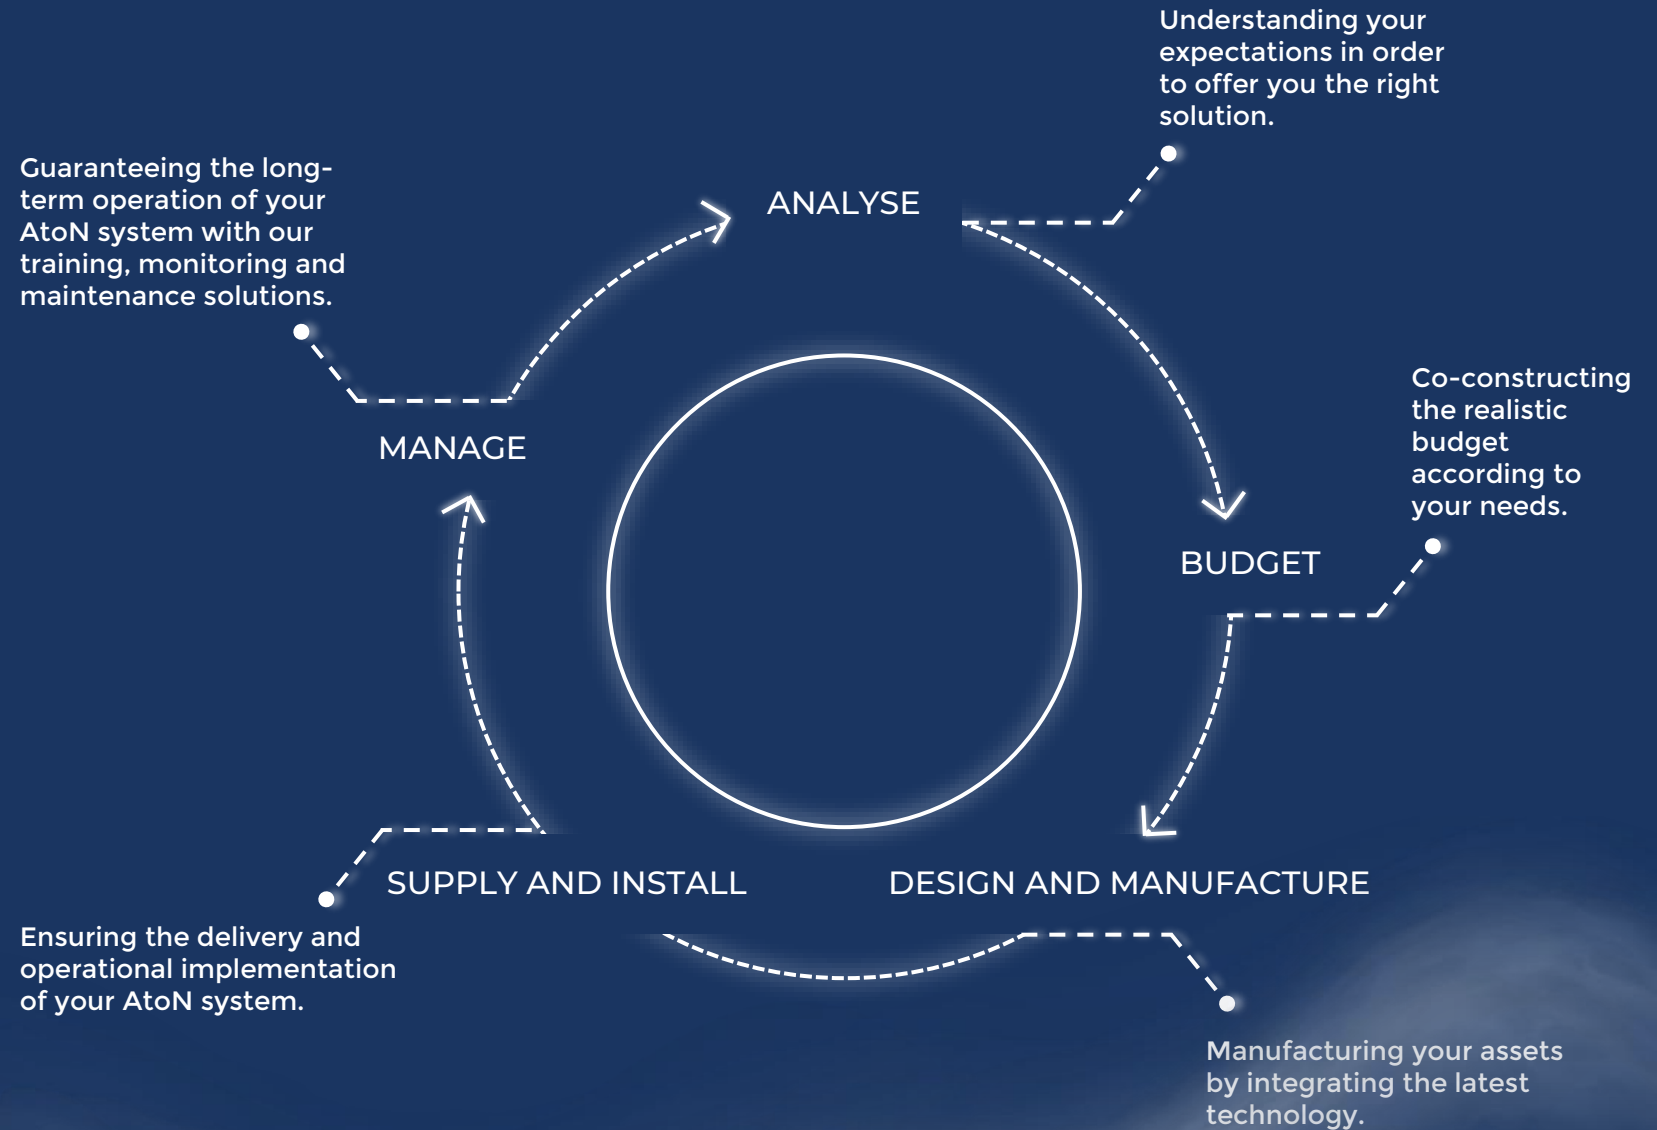 Understanding your
expectations in order
to offer you the right
solution.
Guaranteeing the long-
term operation of your
AtoN system with our
training, monitoring and
maintenance solutions.
ANALYSE
Co-constructing
the realistic
budget
according to
your needs.
MANAGE
BUDGET
SUPPLY AND INSTALL
DESIGN AND MANUFACTURE
Ensuring the delivery and
operational implementation
of your AtoN system.
Manufacturing your assets
by integrating the latest
technology.